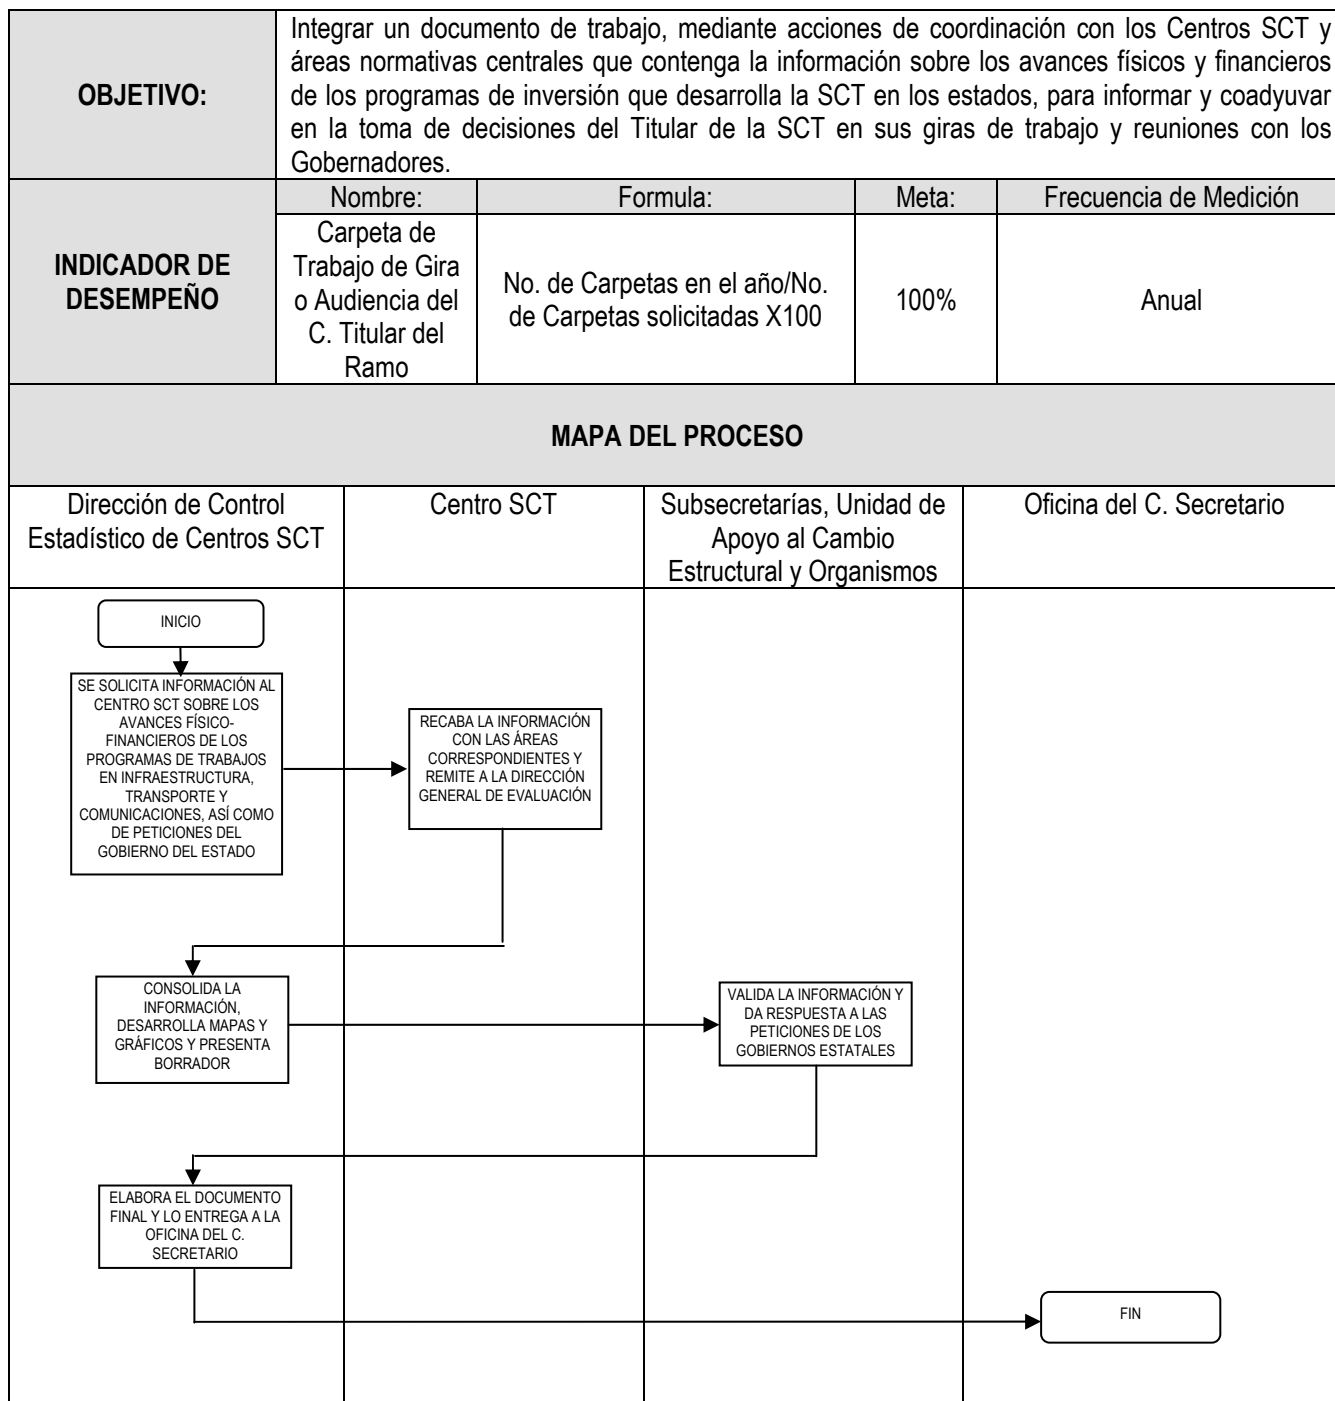 OBJETIVO:
Integrar un documento de trabajo, mediante acciones de coordinación con los Centros SCT y
áreas normativas centrales que contenga la información sobre los avances físicos y financieros
de los programas de inversión que desarrolla la SCT en los estados, para informar y coadyuvar
en la toma de decisiones del Titular de la SCT en sus giras de trabajo y reuniones con los
Gobernadores.
INDICADOR DE
DESEMPEÑO
Nombre:
Formula:
Meta:
Frecuencia de Medición
Carpeta de
Trabajo de Gira
o Audiencia del
C. Titular del
Ramo
No. de Carpetas en el año/No.
de Carpetas solicitadas X100
100%
Anual
MAPA DEL PROCESO
Dirección de Control
Estadístico de Centros SCT
Centro SCT
Subsecretarías, Unidad de
Apoyo al Cambio
Estructural y Organismos
Oficina del C. Secretario
INICIO
SE SOLICITA INFORMACIÓN AL
CENTRO SCT SOBRE LOS
AVANCES FÍSICO-
FINANCIEROS DE LOS
PROGRAMAS DE TRABAJOS
EN INFRAESTRUCTURA,
TRANSPORTE Y
COMUNICACIONES, ASÍ COMO
DE PETICIONES DEL
GOBIERNO DEL ESTADO
RECABA LA INFORMACIÓN
CON LAS ÁREAS
CORRESPONDIENTES Y
REMITE A LA DIRECCIÓN
GENERAL DE EVALUACIÓN
CONSOLIDA LA
INFORMACIÓN,
DESARROLLA MAPAS Y
GRÁFICOS Y PRESENTA
BORRADOR
VALIDA LA INFORMACIÓN Y
DA RESPUESTA A LAS
PETICIONES DE LOS
GOBIERNOS ESTATALES
ELABORA EL DOCUMENTO
FINAL Y LO ENTREGA A LA
OFICINA DEL C.
SECRETARIO
FIN